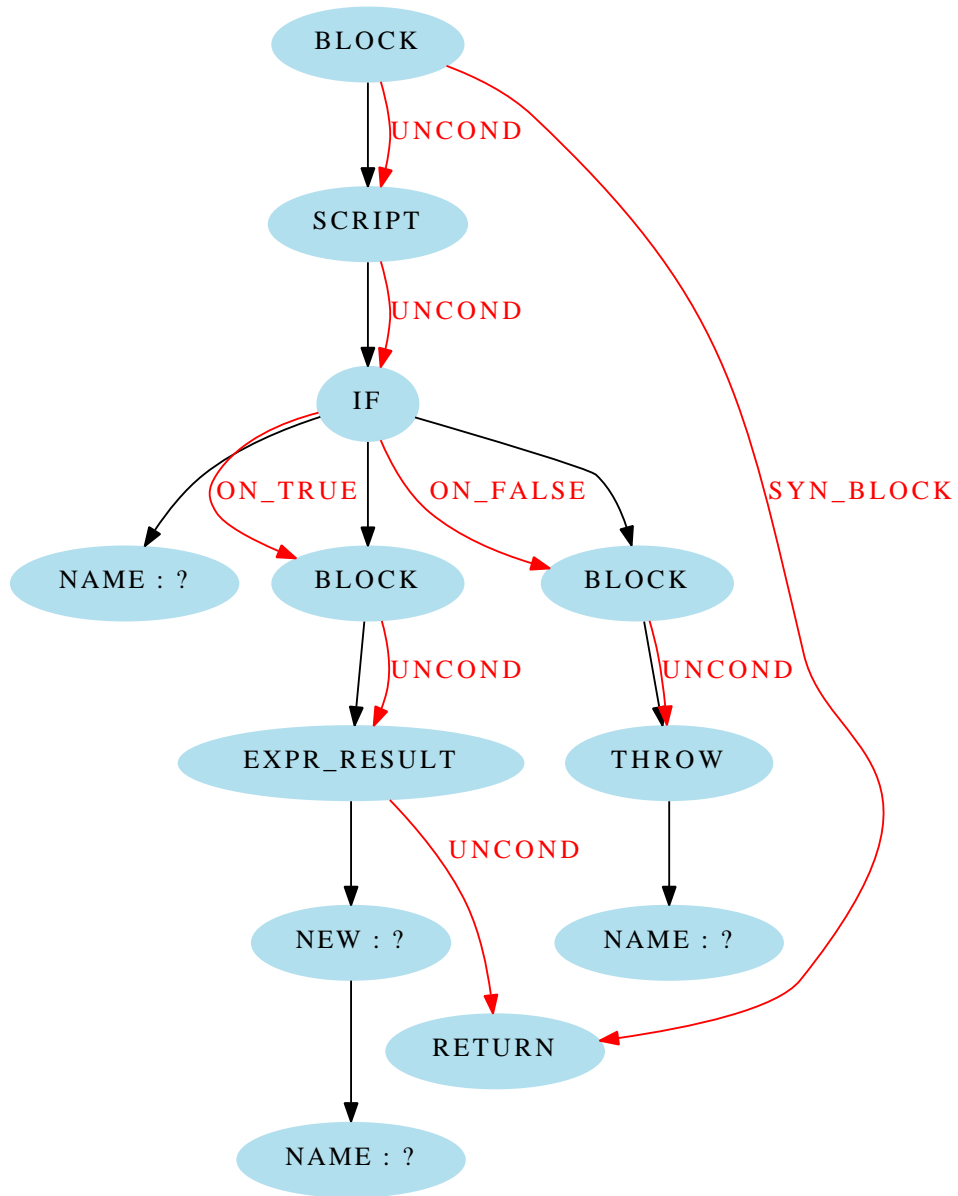 BLOCK
UNCOND
SCRIPT
UNCOND
IF
ON_TRUE
ON_FALSE
SYN_BLOCK
NAME : ?
BLOCK
BLOCK
UNCOND
UNCOND
EXPR_RESULT
THROW
UNCOND
NEW : ?
NAME : ?
RETURN
NAME : ?